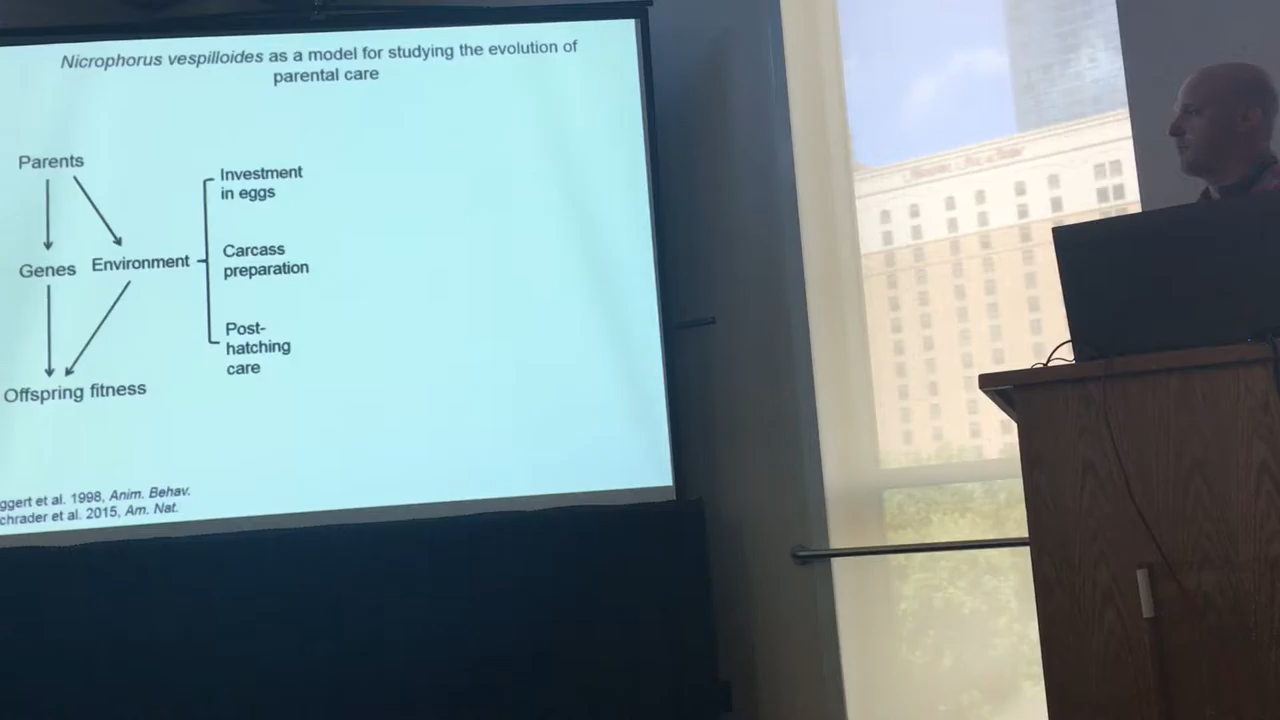 Nicrophorus vespilloides as a model for studying the evolution of
parental care
Parents
Genes
Environment
Offspring fitness
Investment
in eggs
Carcass
preparation
Post-
hatching
care
ggert et al. 1998, Anim. Behav.
chrader et al. 2015, Am. Nat.